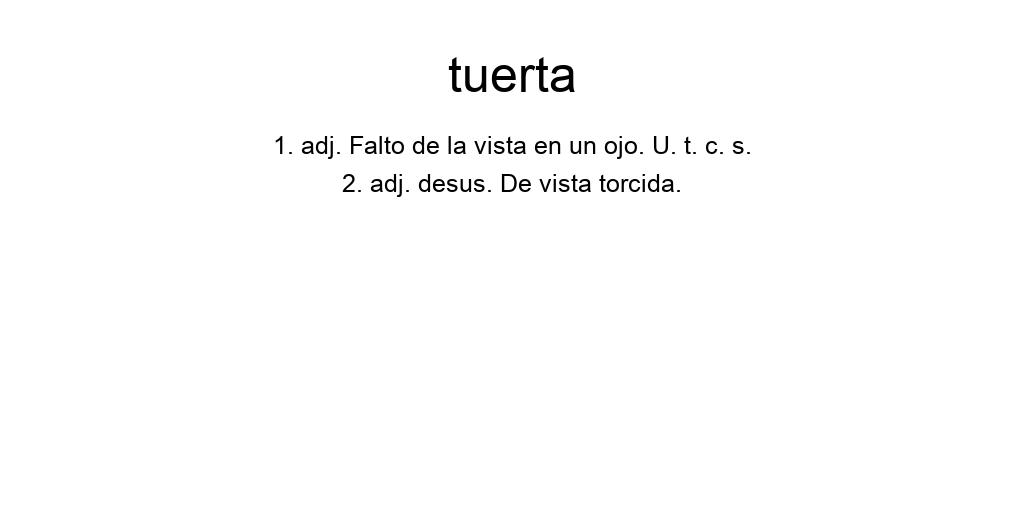 tuerta
1. adj. Falto de la vista en un ojo. U. t. c. s.
2. adj. desus. De vista torcida.